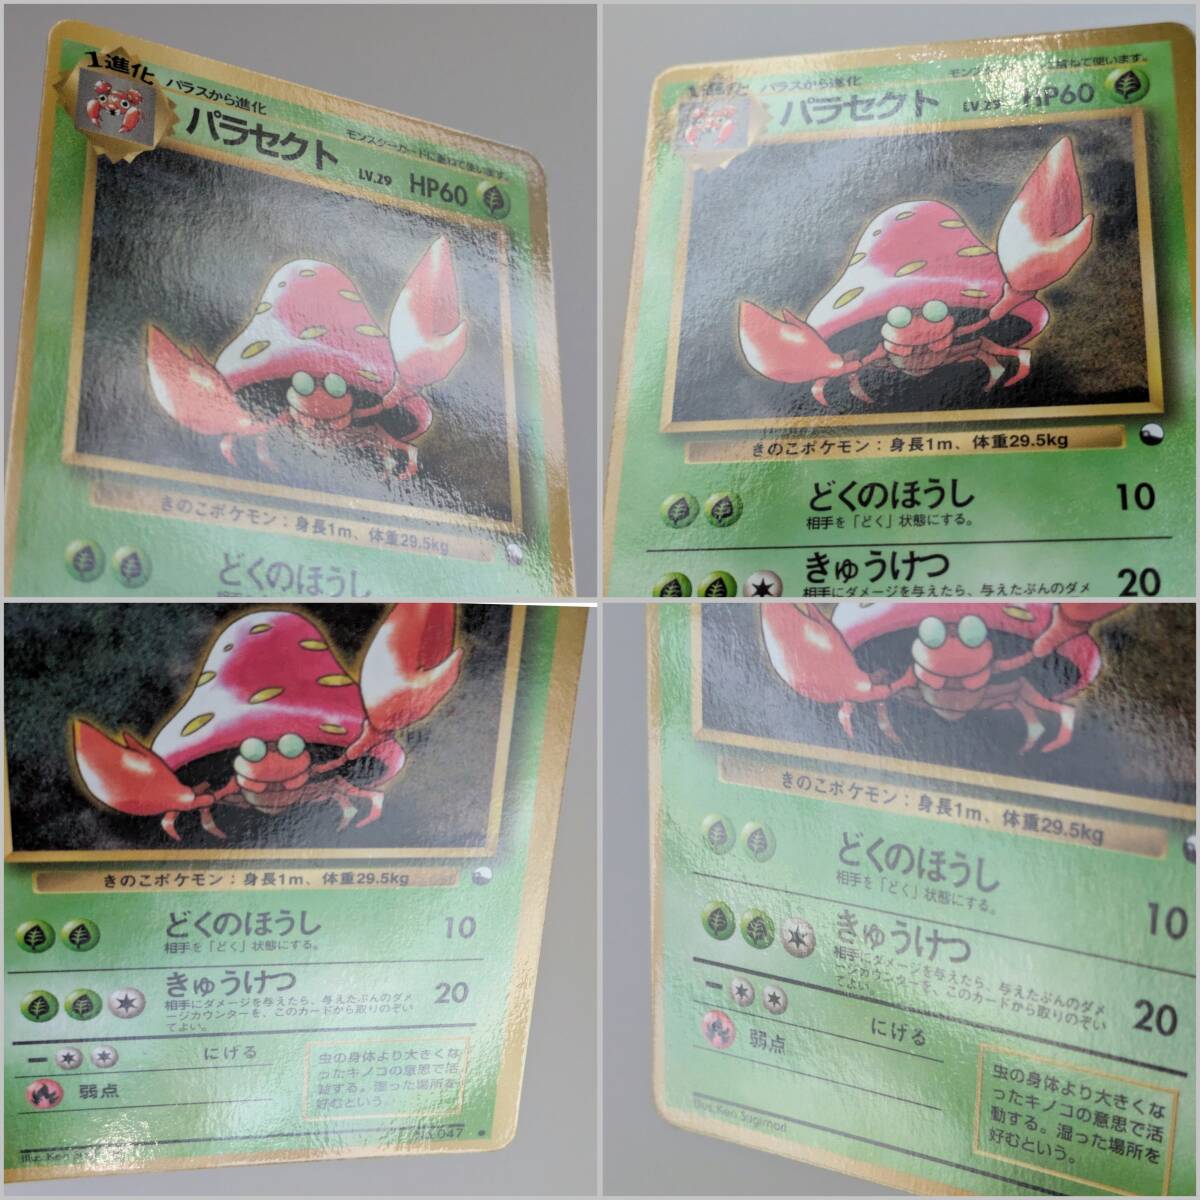 1進化
パラスから進化
モンスターカードに重ねて使います。
パラセクト
LV.29 HP60
きのこポケモン:身長1m、体重29.5kg
どくのほうし
1進化
パラスから進化
ねて使います。
パラセクト
LV.29 HP60
きのこポケモン:身長1m、体重29.5kg
どくのほうし 10
相手を「どく」状態にする。
きゅうけつ 20
相手にダメージを与えたら、与えたぶんのダメ
きのこポケモン:身長1m、体重29.5kg
どくのほうし 10
相手を「どく」状態にする。
きゅうけつ 20
相手にダメージを与えたら、与えたぶんのダメ
ージカウンターを、このカードから取りのぞい
てよい。
にげる
弱点
虫の身体より大きくな
ったキノコの意思で活
動する。湿った場所を
好むという。
047
Illus. Ken
きのこポケモン:身長1m、体重29.5kg
どくのほうし 10
相手を「どく」状態にする。
きゅうけつ 20
相手にダメージを与えたら、与えたぶんのダメ
ージカウンターを、このカードから取りのぞい
てよい。
にげる
弱点
虫の身体より大きくな
ったキノコの意思で活
動する。湿った場所を
好むという。
Illus. Ken Sugimori